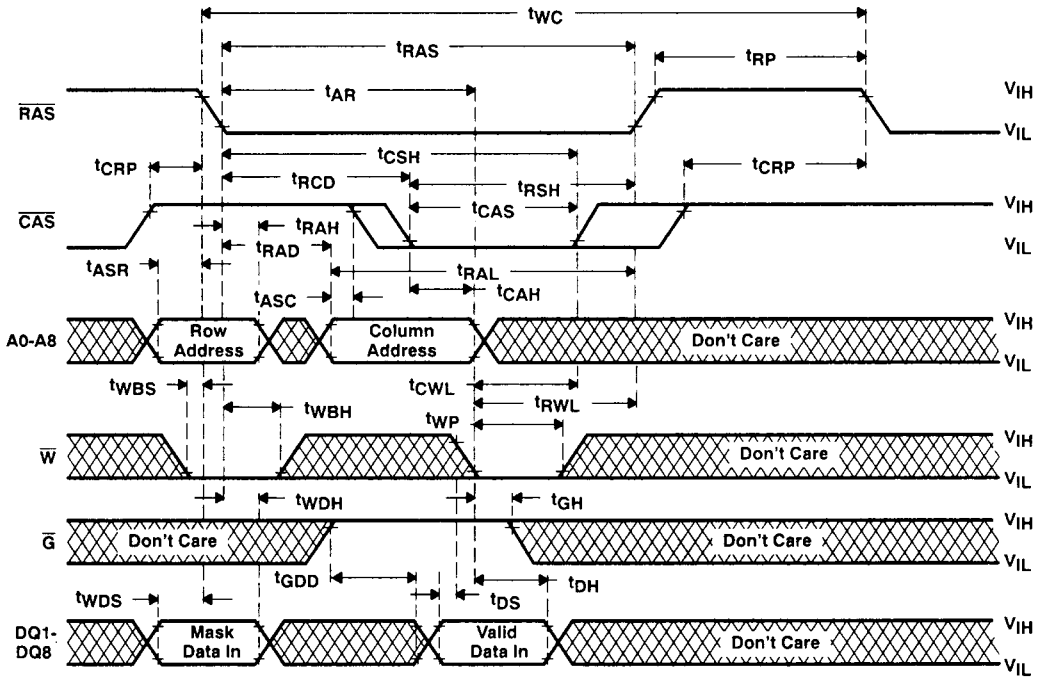 tWC
tRAS
tRP
tAR
RAS
VIH
VIL
tCSH
tCRP
tRCD
tCRP
tRSH
CAS
tCAS
VIH
VIL
tRAH
tRAD
tASR
tRAL
tASC
tCAH
A0-A8
Row
Address
Column
Address
Don't Care
VIH
VIL
tWBS
tWBH
tCWL
tRWL
tWP
W
Don't Care
VIH
VIL
tWDH
tGH
G
Don't Care
Don't Care
VIH
VIL
tGDD
tDH
tDS
tWDS
DQ1-
DQ8
Mask
Data In
Valid
Data In
Don't Care
VIH
VIL